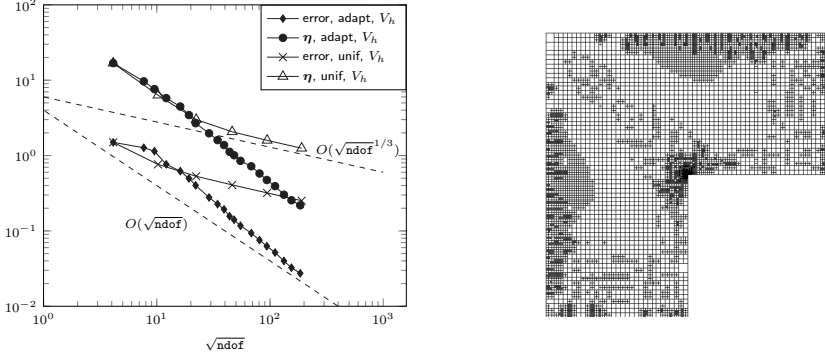 10^2
10^1
10^0
10^{-1}
10^{-2}
error, adapt, V_h
η, adapt, V_h
error, unif, V_h
η, unif, V_h
O(√ndof^{1/3})
O(√ndof)
10^0
10^1
10^2
10^3
√ndof